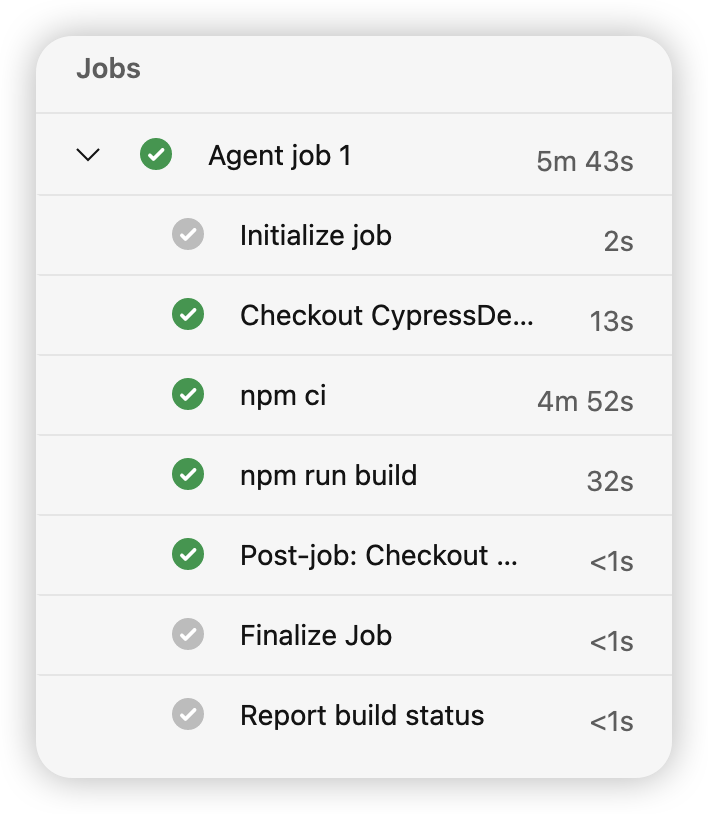 Jobs
Agent job 1 5m 43s
Initialize job 2s
Checkout CypressDe... 13s
npm ci 4m 52s
npm run build 32s
Post-job: Checkout ... <1s
Finalize Job <1s
Report build status <1s